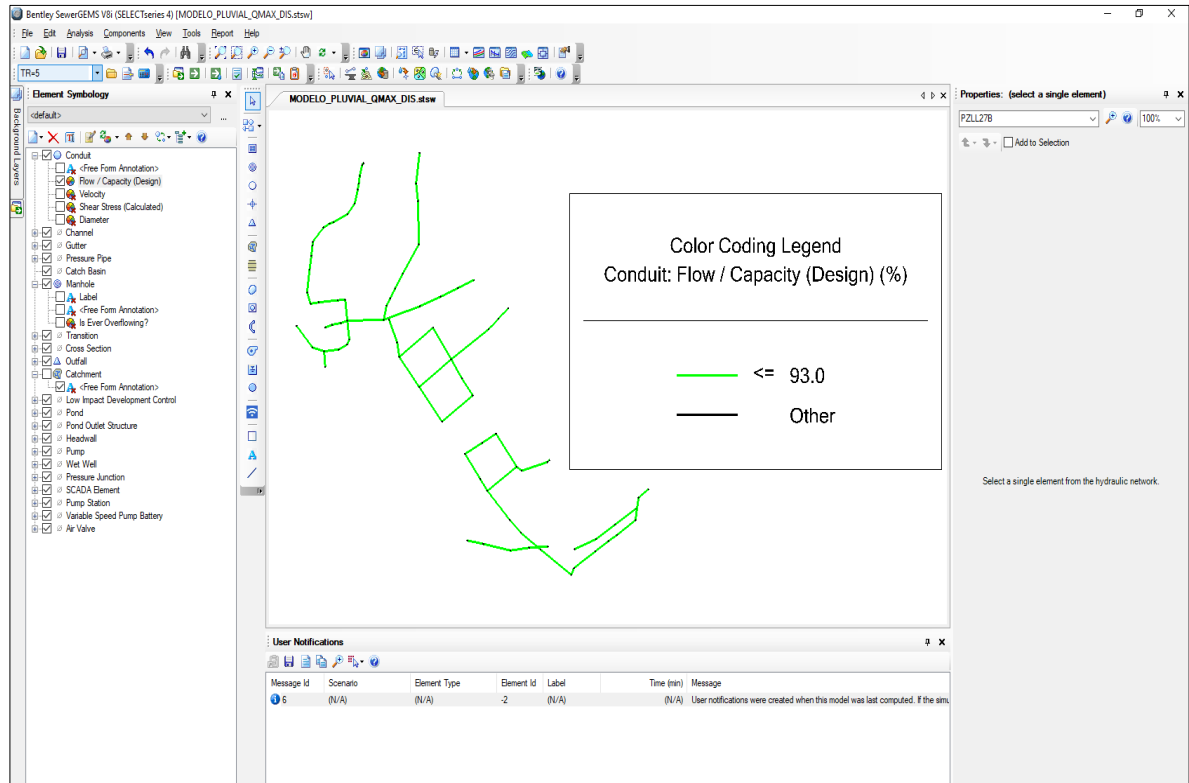 Bentley SewerGEMS V8i (SELECTseries 4) [MODELO_PLUVIAL_QMAX_DIS.stsw]
File Edit Analysis Components View Tools Report Help
TR=5
Element Symbology
<default>
...
Background Layers
Conduit
<Free Form Annotation>
Flow / Capacity (Design)
Velocity
Shear Stress (Calculated)
Diameter
Channel
Gutter
Pressure Pipe
Catch Basin
Manhole
Label
<Free Form Annotation>
Is Ever Overflowing?
Transition
Cross Section
Outfall
Catchment
<Free Form Annotation>
Low Impact Development Control
Pond
Pond Outlet Structure
Headwall
Pump
Wet Well
Pressure Junction
SCADA Element
Pump Station
Variable Speed Pump Battery
Air Valve
MODELO_PLUVIAL_QMAX_DIS.stsw
Color Coding Legend
Conduit: Flow / Capacity (Design) (%)
<= 93.0
Other
Properties: (select a single element)
PZLL27B
100%
Add to Selection
Select a single element from the hydraulic network.
User Notifications
Message Id Scenario Element Type Element Id Label Time (min) Message
6 (N/A) (N/A) -2 (N/A) (N/A) User notifications were created when this model was last computed. If the simu